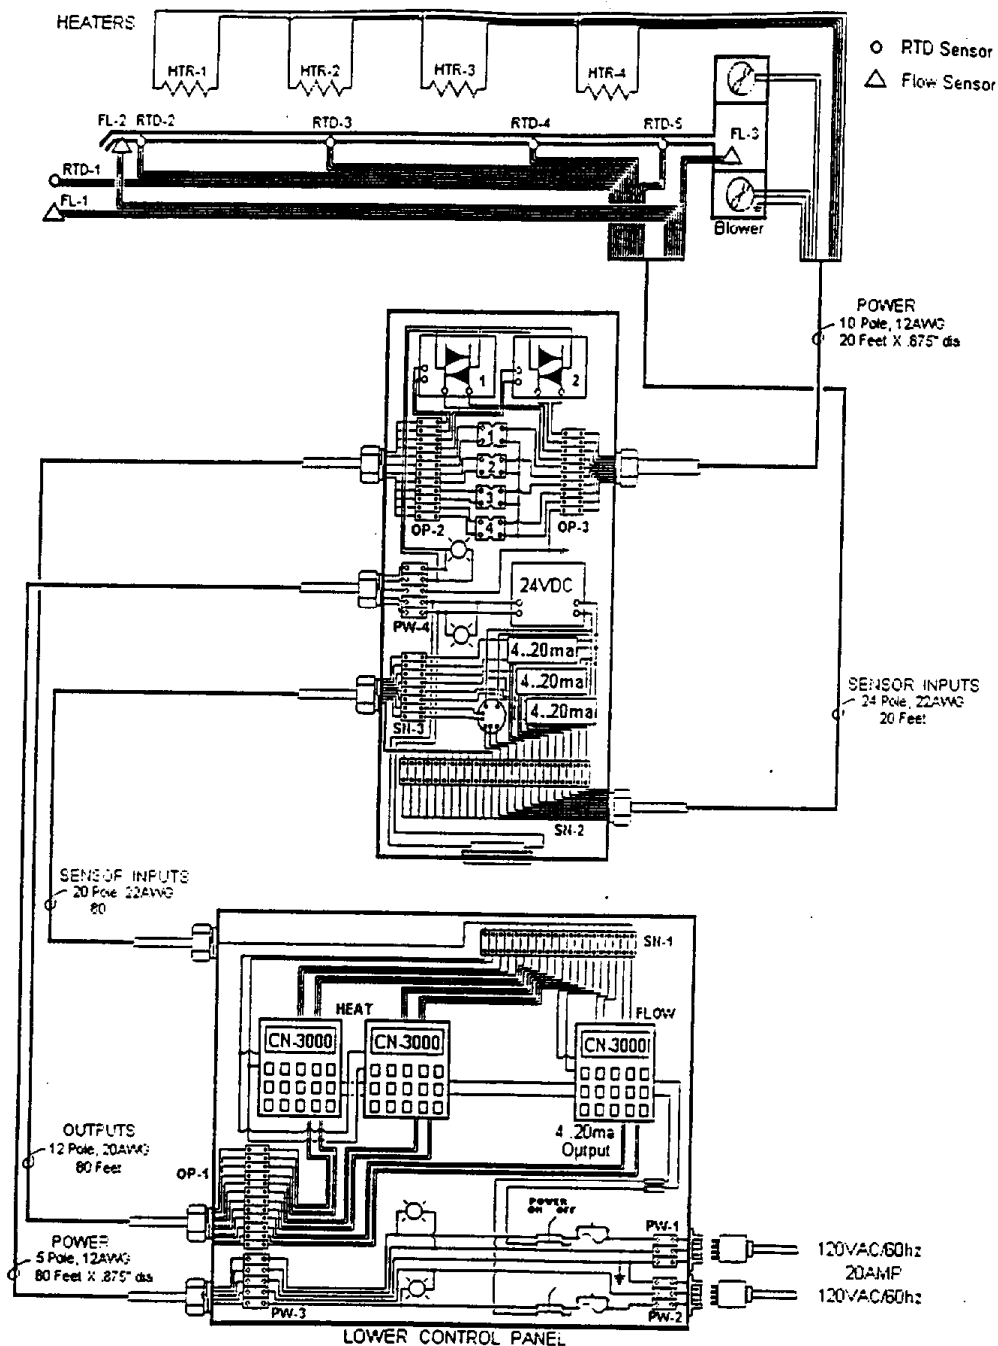 HEATERS
HTR-1
HTR-2
HTR-3
HTR-4
RTD Sensor
Flow Sensor
FL-2
RTD-2
RTD-3
RTD-4
RTD-5
FL-3
RTD-1
FL-1
Blower
POWER
10 Pole, 12AWG
20 Feet X .875" dia
1
2
1
2
3
4
OP-2
OP-3
24VDC
PW-4
4..20ma
4..20ma
4..20ma
SN-3
SN-2
SENSOR INPUTS
24 Pole, 22AWG
20 Feet
SENSOR INPUTS
20 Pole, 22AWG
80
SN-1
HEAT
FLOW
CN-3000
CN-3000
CN-3000
4..20ma
Output
OUTPUTS
12 Pole, 20AWG
80 Feet
OP-1
POWER
ON OFF
PW-1
120VAC/60hz
20AMP
120VAC/60hz
PW-2
POWER
5 Pole, 12AWG
80 Feet X .875" dia
PW-3
LOWER CONTROL PANEL